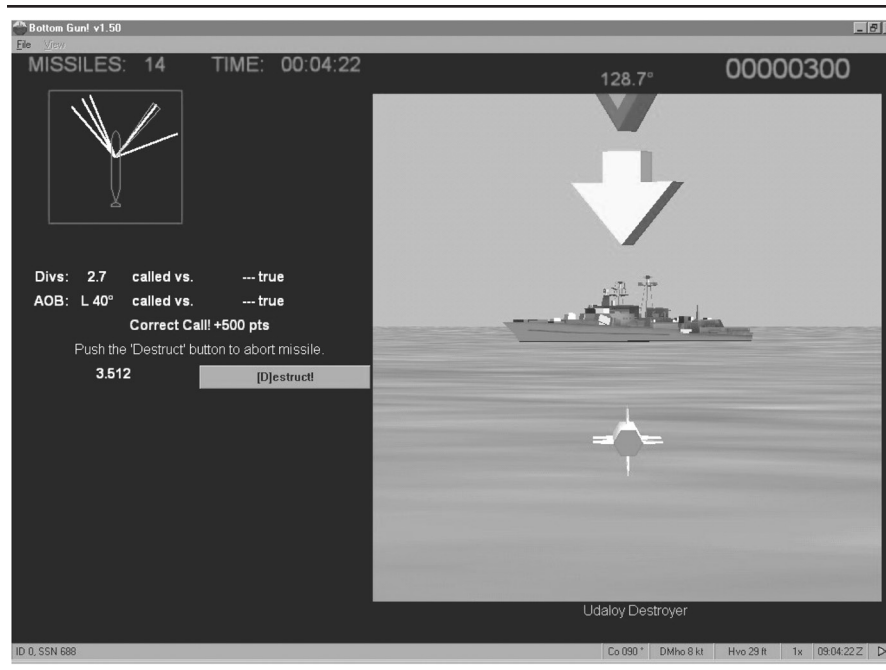 Bottom Gun! v1.50
File View
MISSILES: 14 TIME: 00:04:22
128.7° 00000300
Divs: 2.7 called vs. --- true
AOB: L 40° called vs. --- true
Correct Call! +500 pts
Push the 'Destruct' button to abort missile.
3.512 [D]estruct!
Udaloy Destroyer
ID 0, SSN 688 Co 090 ° DMho 8 kt Hvo 29 ft 1x 09:04:22 Z